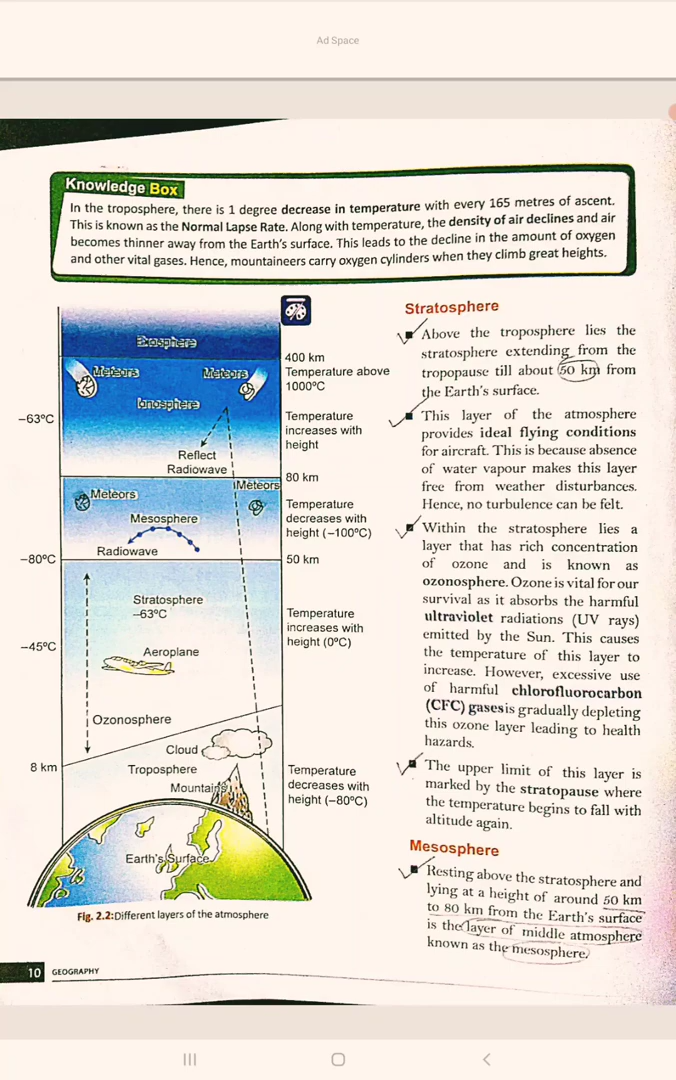 Ad Space
Knowledge Box
In the troposphere, there is 1 degree decrease in temperature with every 165 metres of ascent.
This is known as the Normal Lapse Rate. Along with temperature, the density of air declines and air
becomes thinner away from the Earth's surface. This leads to the decline in the amount of oxygen
and other vital gases. Hence, mountaineers carry oxygen cylinders when they climb great heights.
Exosphere
400 km
Temperature above
1000°C
Meteors
Meteors
Ionosphere
–63°C
Temperature
increases with
height
Reflect
Radiowave
80 km
Meteors
Meteors
Mesosphere
Temperature
decreases with
height (–100°C)
Radiowave
–80°C
50 km
Stratosphere
–63°C
Temperature
increases with
height (0°C)
–45°C
Aeroplane
Ozonosphere
Cloud
8 km
Troposphere
Mountains
Temperature
decreases with
height (–80°C)
Earth's Surface
Fig. 2.2:Different layers of the atmosphere
Stratosphere
Above the troposphere lies the
stratosphere extending from the
tropopause till about 50 km from
the Earth's surface.
This layer of the atmosphere
provides ideal flying conditions
for aircraft. This is because absence
of water vapour makes this layer
free from weather disturbances.
Hence, no turbulence can be felt.
Within the stratosphere lies a
layer that has rich concentration
of ozone and is known as
ozonosphere. Ozone is vital for our
survival as it absorbs the harmful
ultraviolet radiations (UV rays)
emitted by the Sun. This causes
the temperature of this layer to
increase. However, excessive use
of harmful chlorofluorocarbon
(CFC) gases is gradually depleting
this ozone layer leading to health
hazards.
The upper limit of this layer is
marked by the stratopause where
the temperature begins to fall with
altitude again.
Mesosphere
Resting above the stratosphere and
lying at a height of around 50 km
to 80 km from the Earth's surface
is the layer of middle atmosphere
known as the mesosphere.
10 GEOGRAPHY